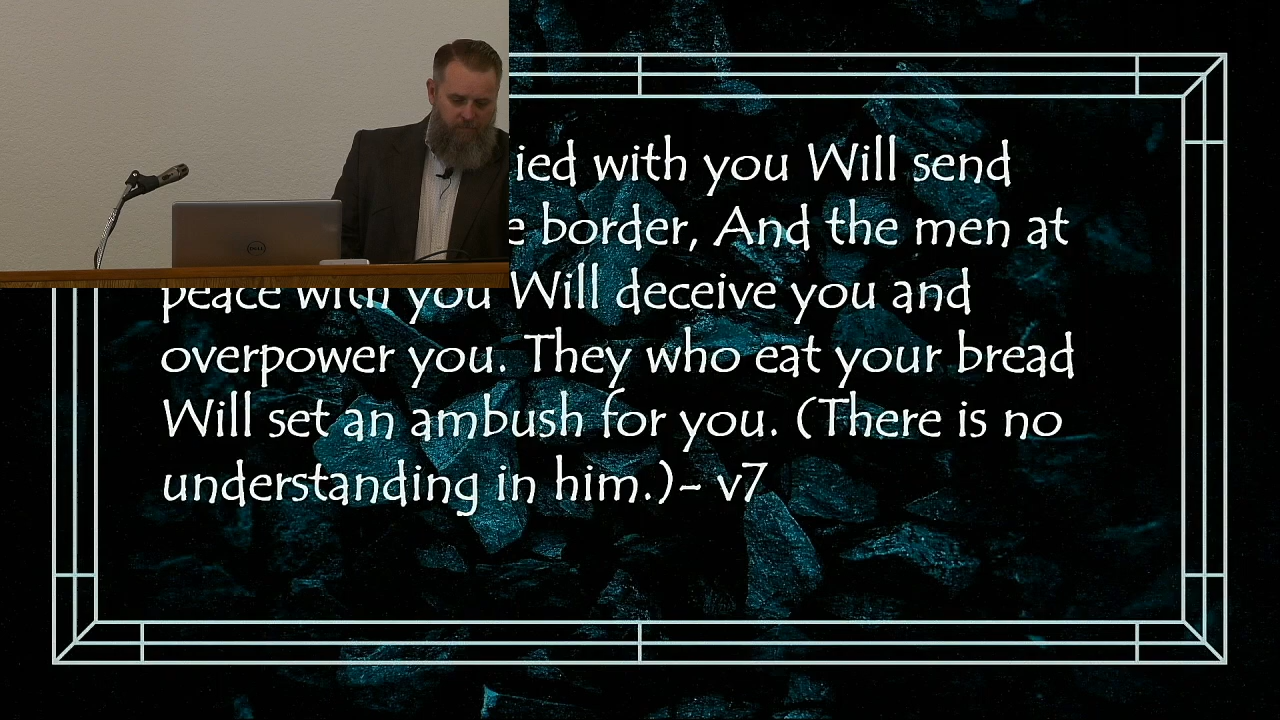 ied with you Will send
e border, And the men at
peace with you Will deceive you and
overpower you. They who eat your bread
Will set an ambush for you. (There is no
understanding in him.)- v7
DELL